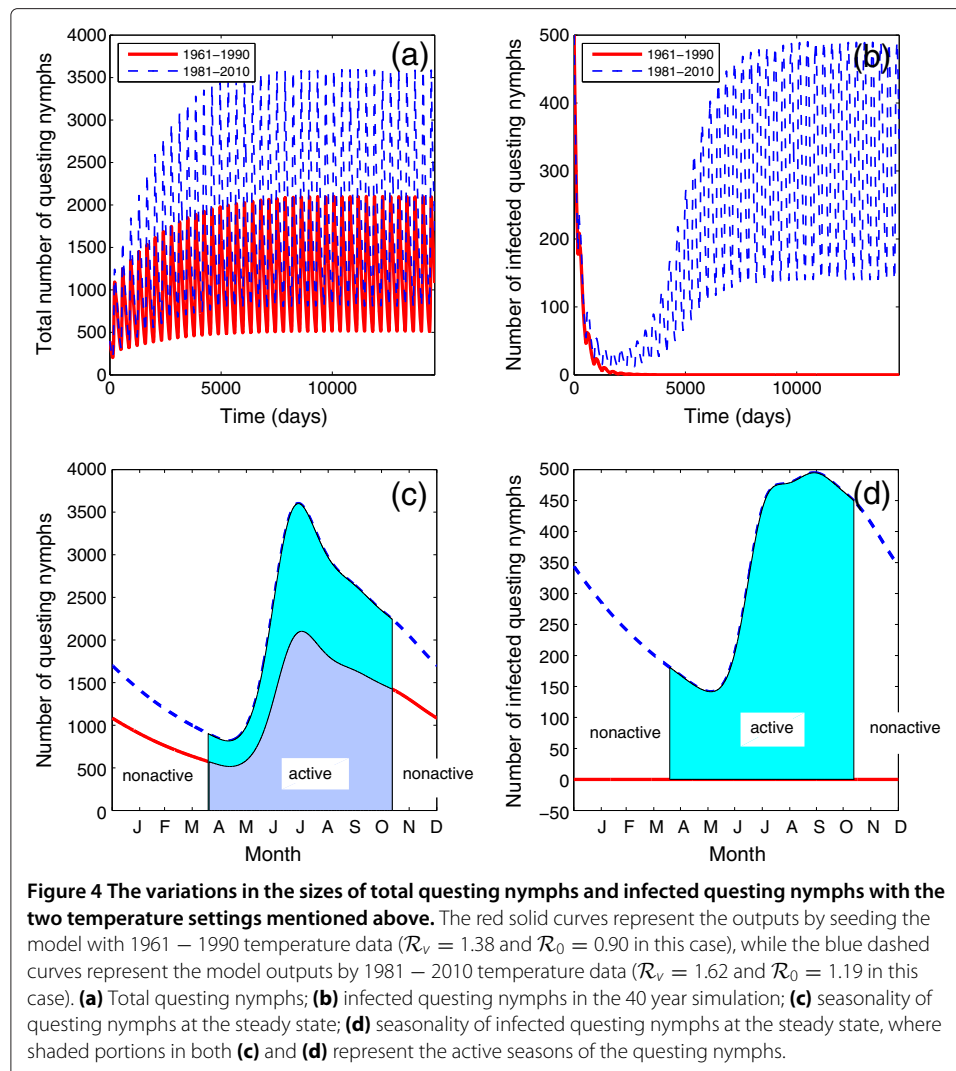 (a)
1961−1990
1981−2010
4000
3500
3000
2500
2000
1500
1000
500
0
Total number of questing nymphs
0
5000
10000
Time (days)
(b)
1961−1990
1981−2010
500
400
300
200
100
0
Number of infected questing nymphs
0
5000
10000
Time (days)
(c)
4000
3500
3000
2500
2000
1500
1000
500
0
Number of questing nymphs
nonactive
active
nonactive
J F M A M J J A S O N D
Month
(d)
500
450
400
350
300
250
200
150
100
50
0
−50
Number of infected questing nymphs
nonactive
active
nonactive
J F M A M J J A S O N D
Month
Figure 4 The variations in the sizes of total questing nymphs and infected questing nymphs with the
two temperature settings mentioned above. The red solid curves represent the outputs by seeding the
model with 1961 − 1990 temperature data (ℛᵥ = 1.38 and ℛ₀ = 0.90 in this case), while the blue dashed
curves represent the model outputs by 1981 − 2010 temperature data (ℛᵥ = 1.62 and ℛ₀ = 1.19 in this
case). (a) Total questing nymphs; (b) infected questing nymphs in the 40 year simulation; (c) seasonality of
questing nymphs at the steady state; (d) seasonality of infected questing nymphs at the steady state, where
shaded portions in both (c) and (d) represent the active seasons of the questing nymphs.